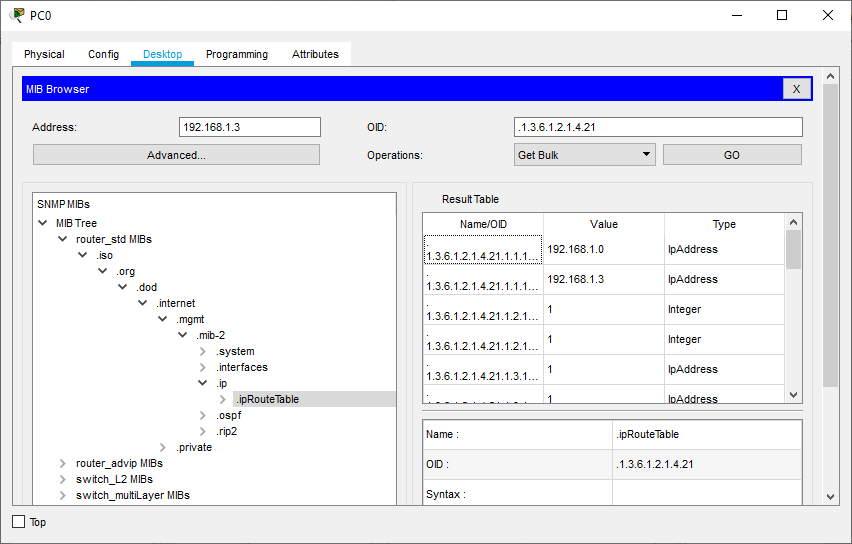 PC0
Physical Config Desktop Programming Attributes
MIB Browser X
Address: 192.168.1.3 OID: .1.3.6.1.2.1.4.21
Advanced... Operations: Get Bulk GO
SNMP MIBs
MIB Tree
router_std MIBs
.iso
.org
.dod
.internet
.mgmt
.mib-2
.system
.interfaces
.ip
.ipRouteTable
.ospf
.rip2
.private
router_advip MIBs
switch_L2 MIBs
switch_multiLayer MIBs
Result Table
Name/OID Value Type
.
1.3.6.1.2.1.4.21.1.1.1... 192.168.1.0 IpAddress
.
1.3.6.1.2.1.4.21.1.1.1... 192.168.1.3 IpAddress
.
1.3.6.1.2.1.4.21.1.2.1... 1 Integer
.
1.3.6.1.2.1.4.21.1.2.1... 1 Integer
.
1.3.6.1.2.1.4.21.1.3.1... 1 IpAddress
. 1 IpAddress
Name : .ipRouteTable
OID : .1.3.6.1.2.1.4.21
Syntax :
Top